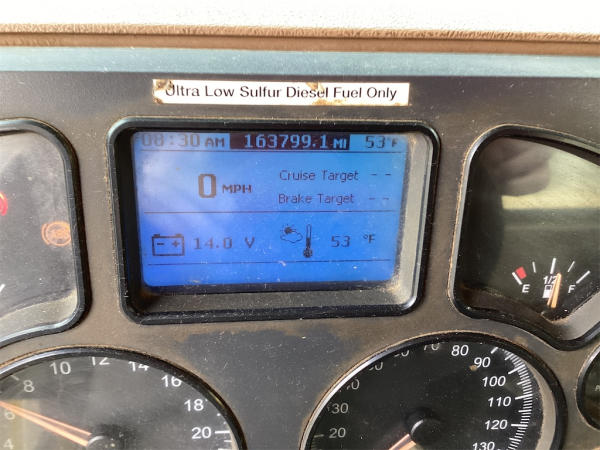 Ultra Low Sulfur Diesel Fuel Only
08:30 AM 163799.1 MI 53°F
0 MPH
Cruise Target - -
Brake Target - -
- + 14.0 V 53 °F
E 1/2 F
4 6 8 10 12 14 16 18 20
20 30 70 80 90 100 110 120 130